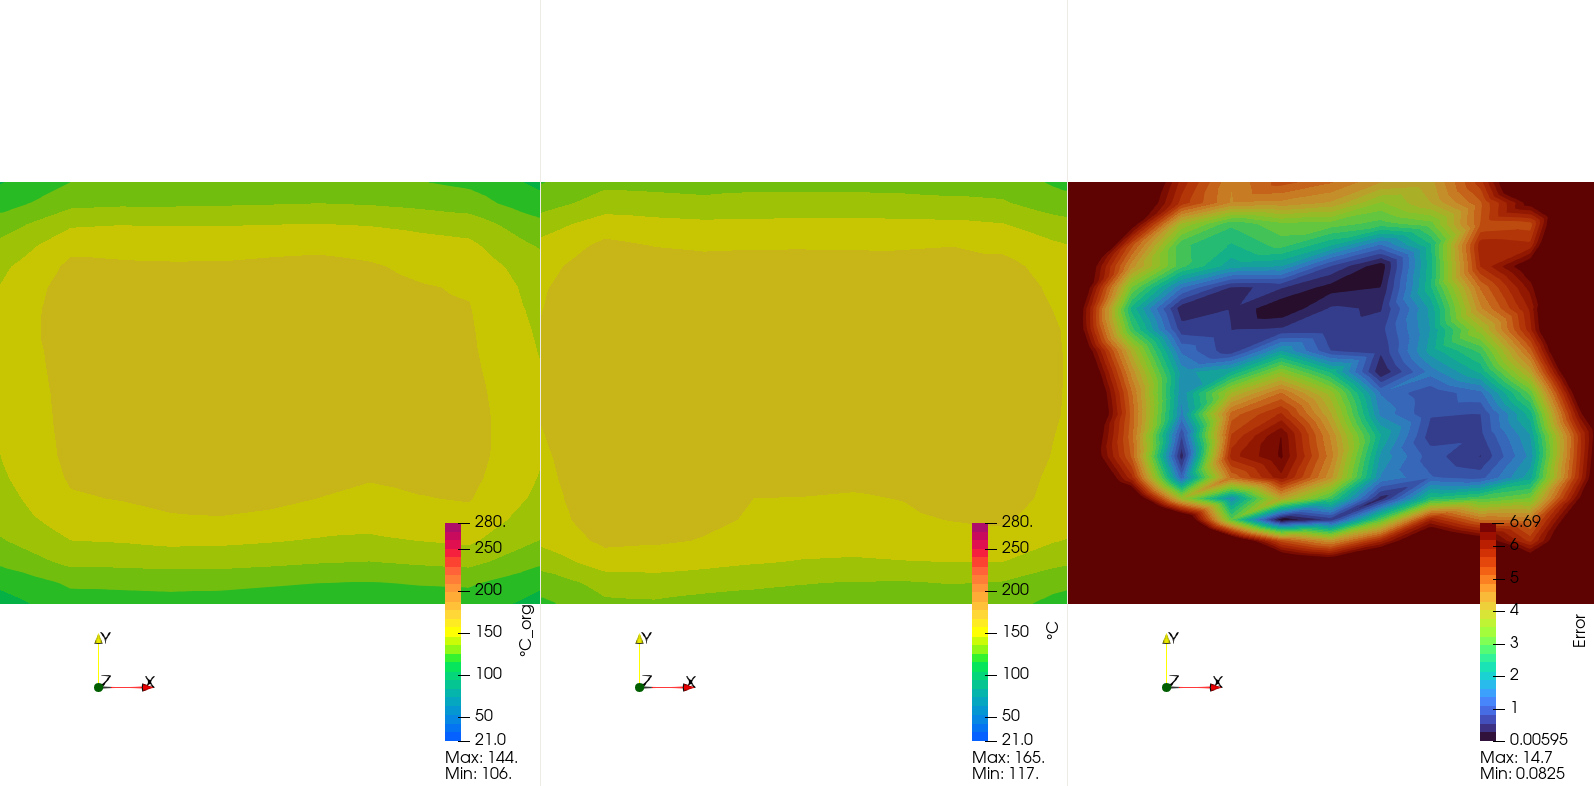 280.
250
200
150
100
50
21.0
°C_org
Max: 144.
Min: 106.
Y
Z
X
280.
250
200
150
100
50
21.0
°C
Max: 165.
Min: 117.
Y
Z
X
6.69
6
5
4
3
2
1
0.00595
Error
Max: 14.7
Min: 0.0825
Y
Z
X